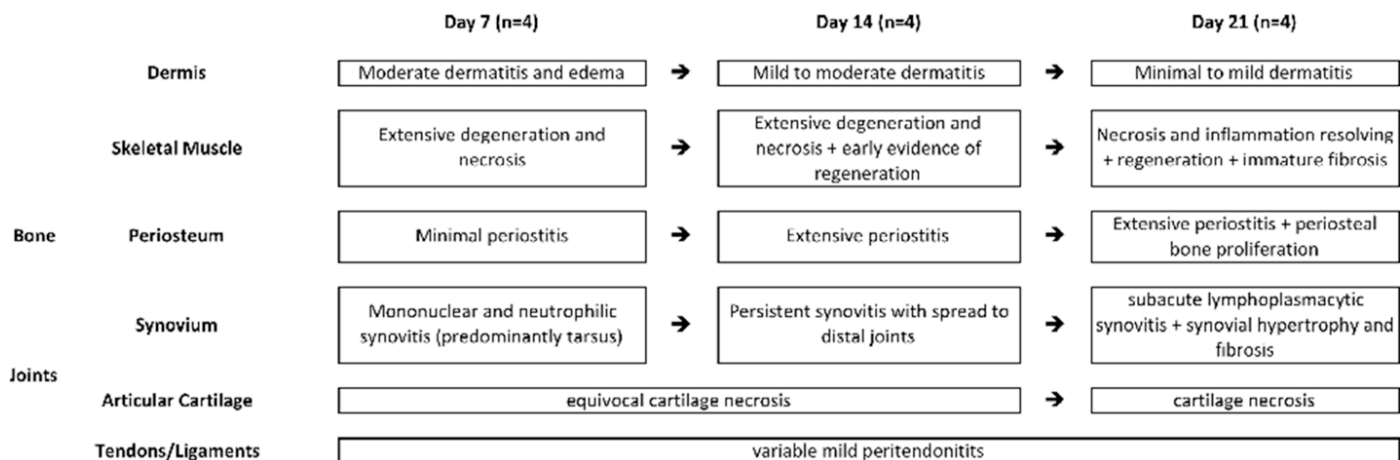 Day 7 (n=4) Day 14 (n=4) Day 21 (n=4)
Dermis Moderate dermatitis and edema → Mild to moderate dermatitis → Minimal to mild dermatitis
Skeletal Muscle
Extensive degeneration and
necrosis
→
Extensive degeneration and
necrosis + early evidence of
regeneration
→
Necrosis and inflammation resolving
+ regeneration + immature fibrosis
Bone Periosteum
Minimal periostitis
→
Extensive periostitis
→
Extensive periostitis + periosteal
bone proliferation
Joints
Synovium
Mononuclear and neutrophilic
synovitis (predominantly tarsus)
→
Persistent synovitis with spread to
distal joints
→
subacute lymphoplasmacytic
synovitis + synovial hypertrophy and
fibrosis
Articular Cartilage equivocal cartilage necrosis → cartilage necrosis
Tendons/Ligaments variable mild peritendonitits